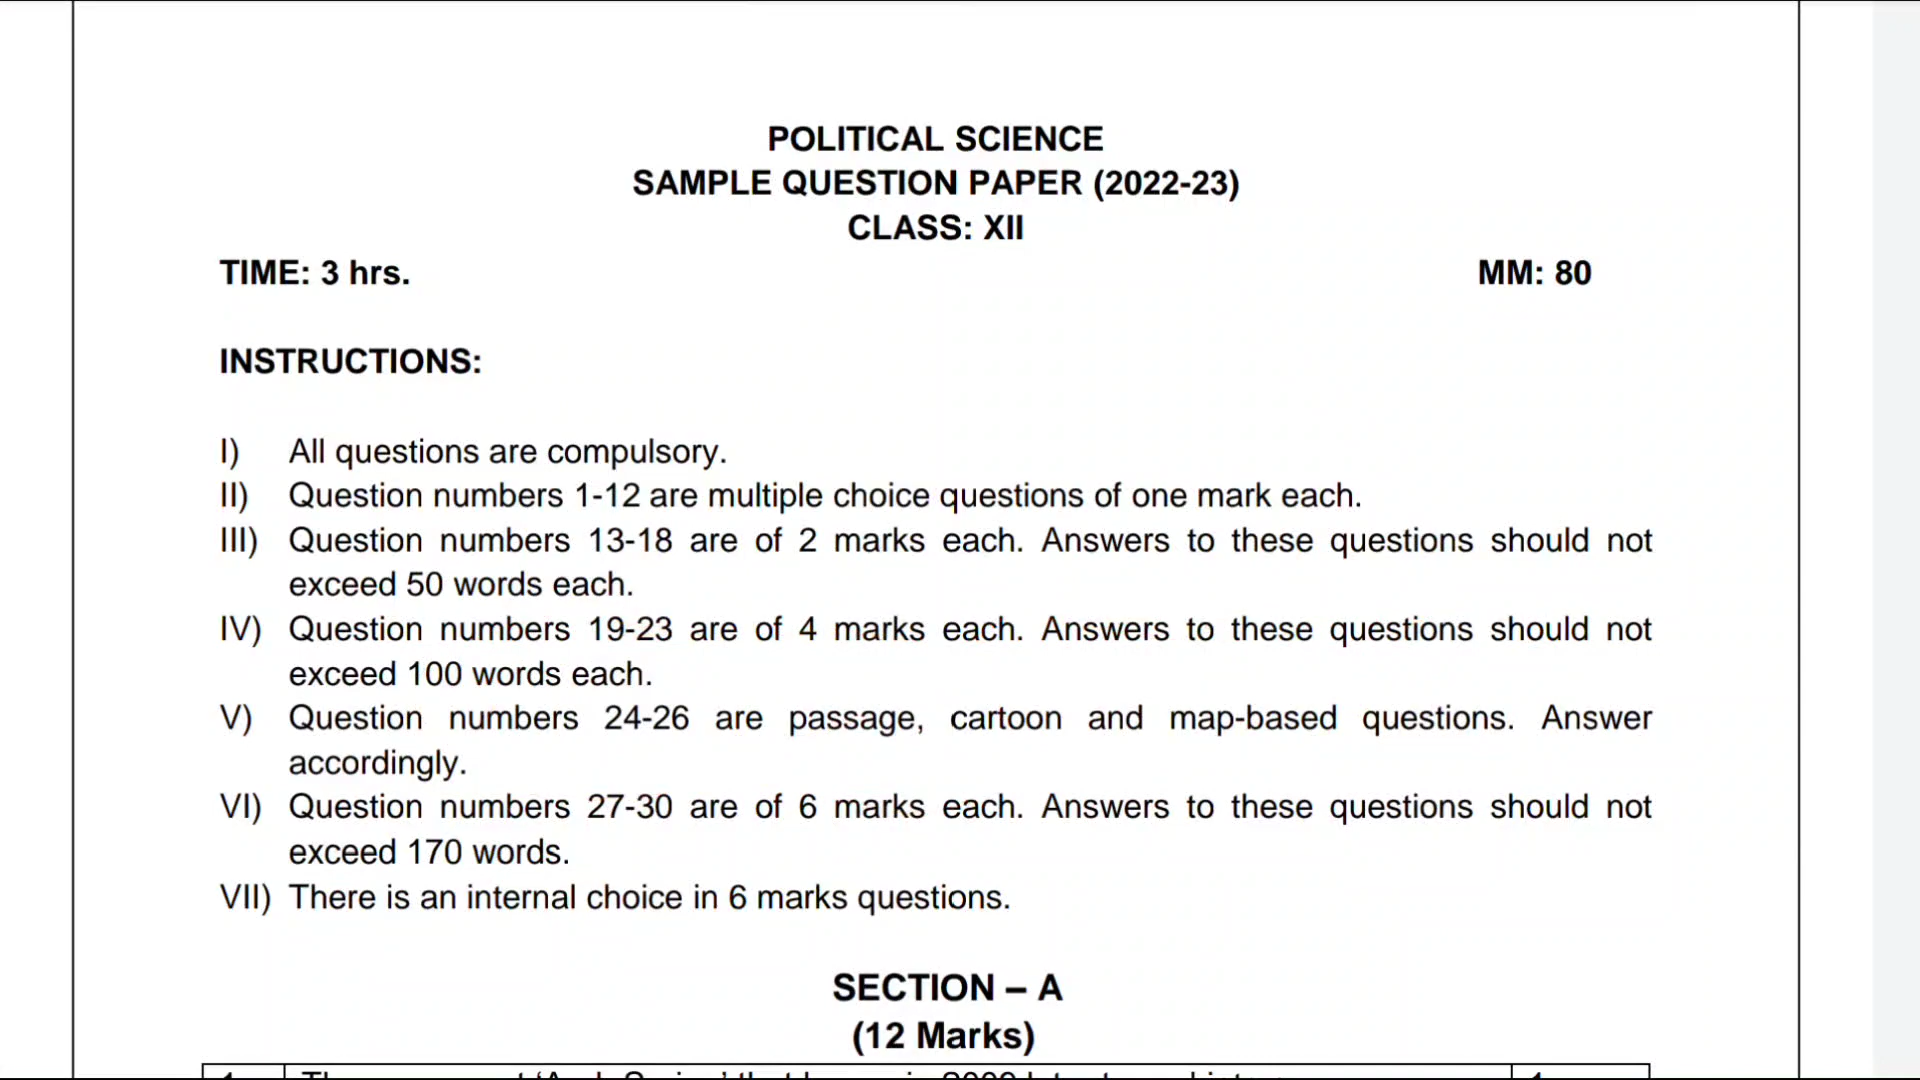 POLITICAL SCIENCE
SAMPLE QUESTION PAPER (2022-23)
CLASS: XII
TIME: 3 hrs. MM: 80
INSTRUCTIONS:
I) All questions are compulsory.
II) Question numbers 1-12 are multiple choice questions of one mark each.
III) Question numbers 13-18 are of 2 marks each. Answers to these questions should not
exceed 50 words each.
IV) Question numbers 19-23 are of 4 marks each. Answers to these questions should not
exceed 100 words each.
V) Question numbers 24-26 are passage, cartoon and map-based questions. Answer
accordingly.
VI) Question numbers 27-30 are of 6 marks each. Answers to these questions should not
exceed 170 words.
VII) There is an internal choice in 6 marks questions.
SECTION – A
(12 Marks)